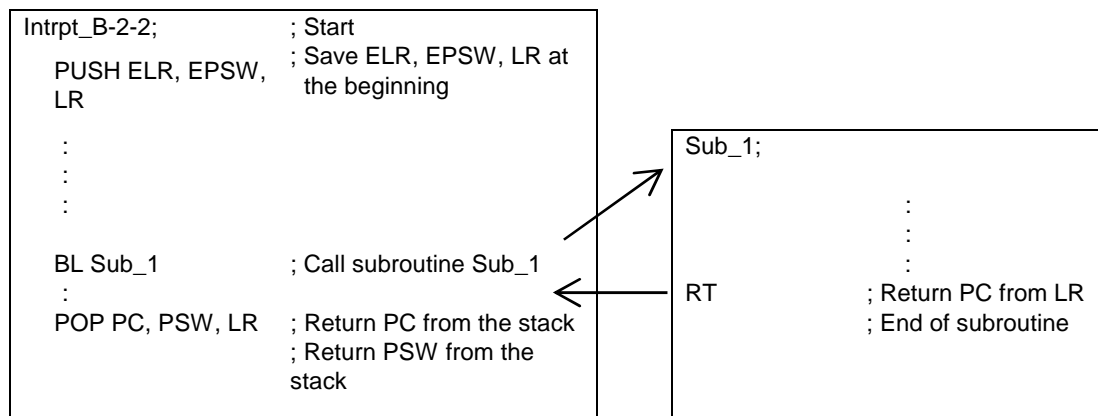 Intrpt_B-2-2; ; Start
PUSH ELR, EPSW, ; Save ELR, EPSW, LR at
LR the beginning
:
:
:
BL Sub_1 ; Call subroutine Sub_1
:
POP PC, PSW, LR ; Return PC from the stack
; Return PSW from the
stack
Sub_1;
:
:
:
RT ; Return PC from LR
; End of subroutine